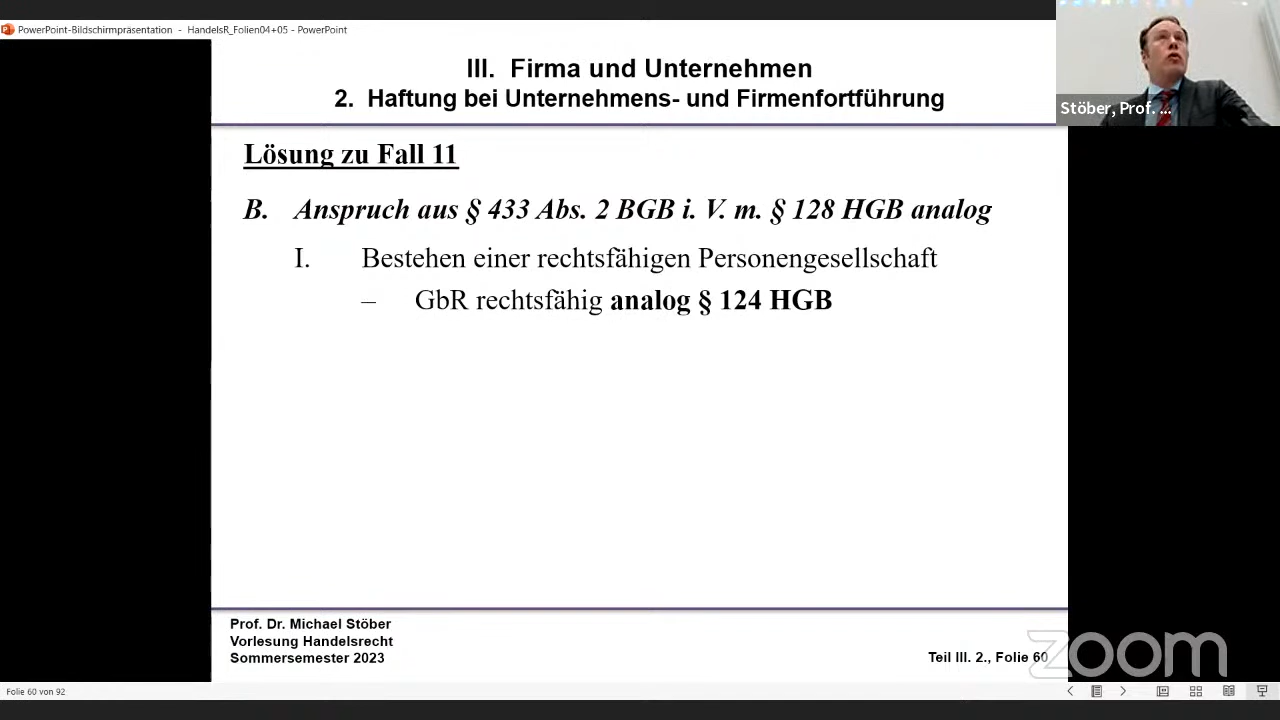 PowerPoint-Bildschirmpräsentation - HandelsR_Folien04+05 - PowerPoint
Stöber, Prof. ...
III. Firma und Unternehmen
2. Haftung bei Unternehmens- und Firmenfortführung
Lösung zu Fall 11
B. Anspruch aus § 433 Abs. 2 BGB i. V. m. § 128 HGB analog
I. Bestehen einer rechtsfähigen Personengesellschaft
– GbR rechtsfähig analog § 124 HGB
Prof. Dr. Michael Stöber
Vorlesung Handelsrecht
Sommersemester 2023
Teil III. 2., Folie 60
zoom
Folie 60 von 92